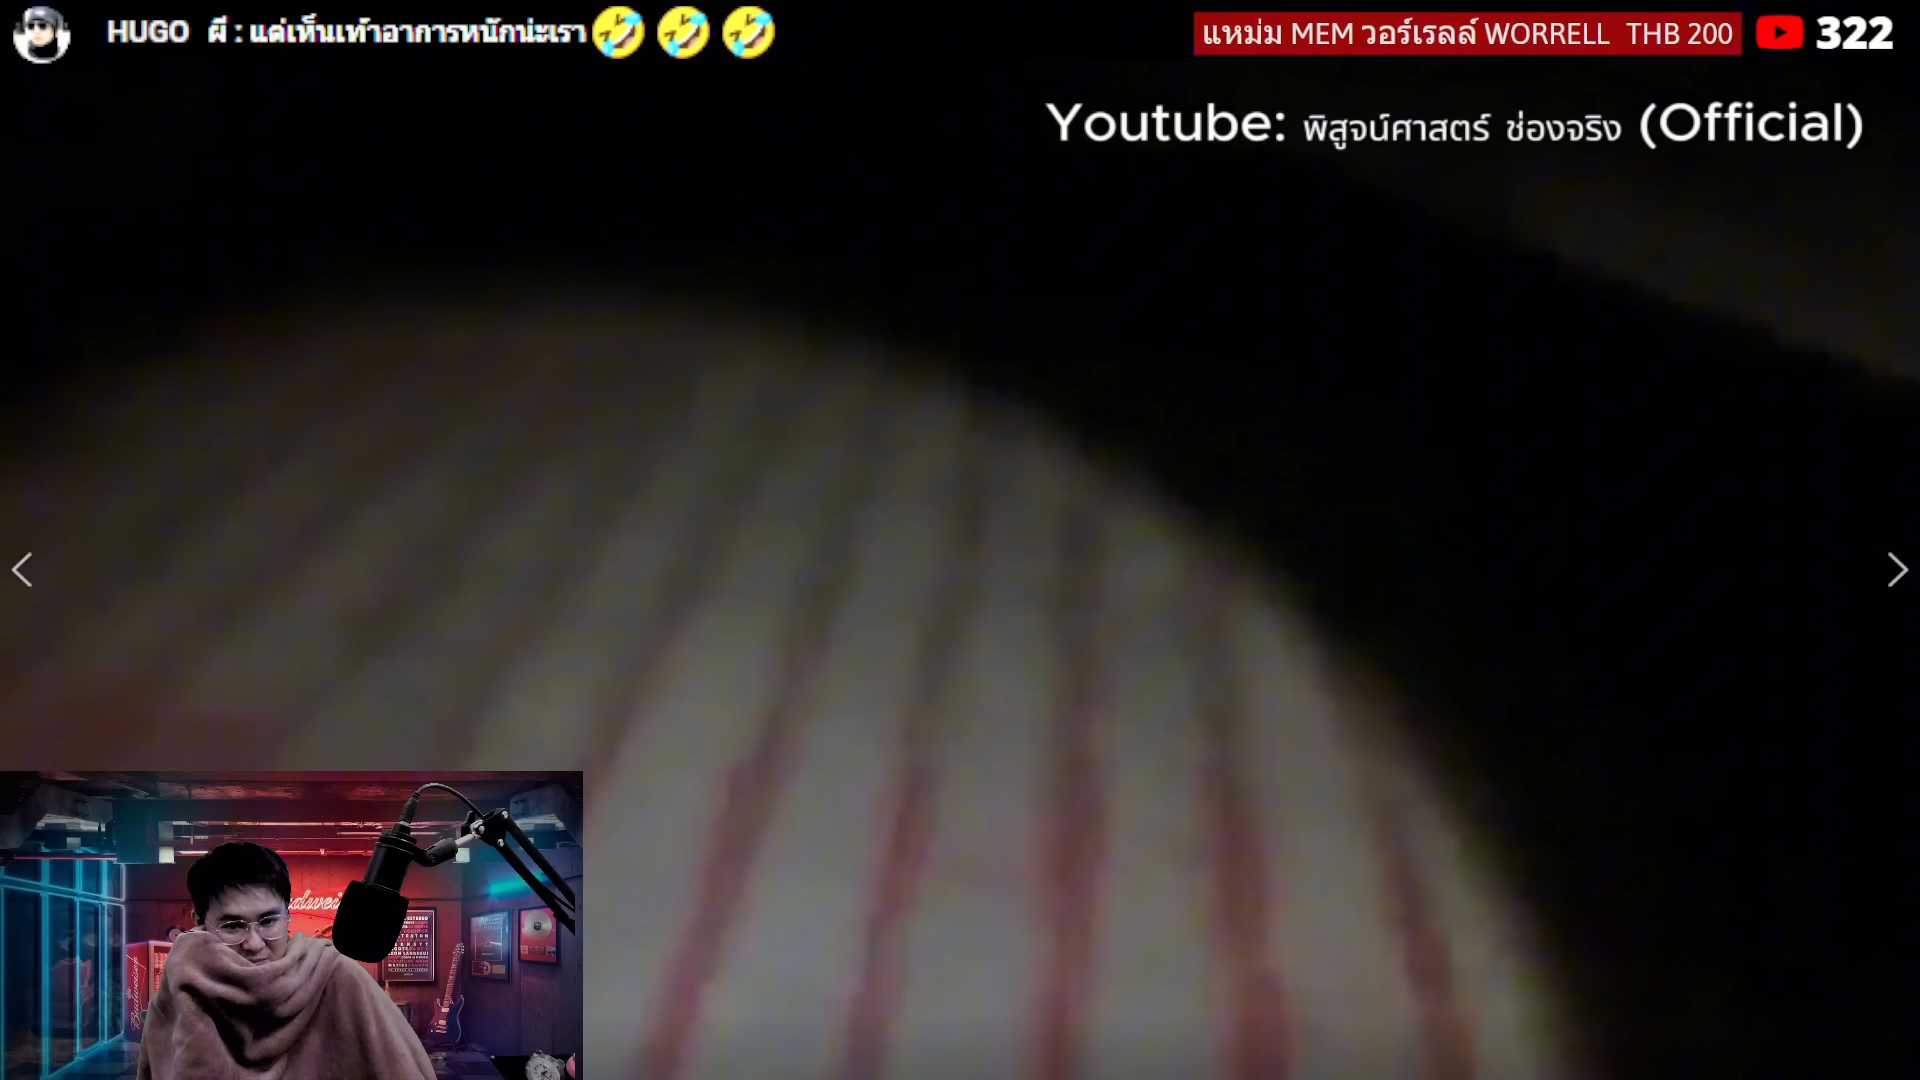 HUGO ผี : แด่เห็นเท้าอาการหนักน่ะเรา
แหม่ม MEM วอร์เรลล์ WORRELL THB 200
322
Youtube: พิสูจน์ศาสตร์ ช่องจริง (Official)
Budweiser